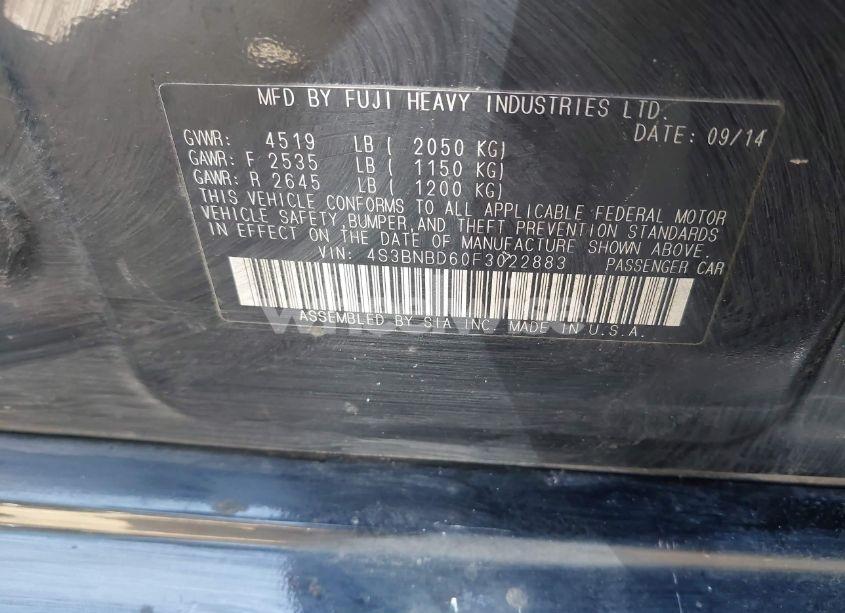 MFD BY FUJI HEAVY INDUSTRIES LTD.
GVWR: 4519 LB ( 2050 KG) DATE: 09/14
GAWR: F 2535 LB ( 1150 KG)
GAWR: R 2645 LB ( 1200 KG)
THIS VEHICLE CONFORMS TO ALL APPLICABLE FEDERAL MOTOR
VEHICLE SAFETY BUMPER, AND THEFT PREVENTION STANDARDS
IN EFFECT ON THE DATE OF MANUFACTURE SHOWN ABOVE.
VIN: 4S3BNBD60F3022883 PASSENGER CAR
ASSEMBLED BY SIA INC. MADE IN U.S.A.